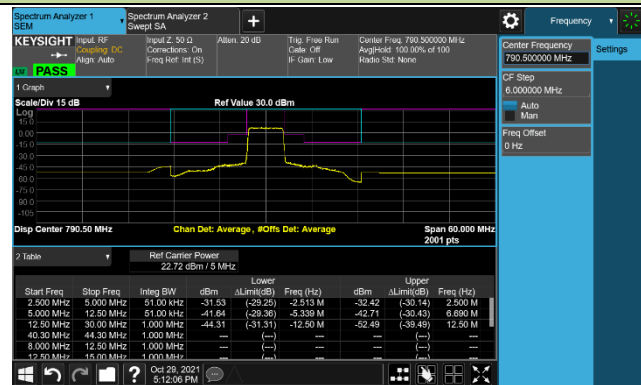 Spectrum Analyzer 1
SEM
Spectrum Analyzer 2
Swept SA
Frequency
KEYSIGHT
Input: RF
Coupling: DC
Align: Auto
Input Z: 50 Ω
Corrections: On
Freq Ref: Int (S)
Atten: 20 dB
Trig: Free Run
Gate: Off
IF Gain: Low
Center Freq: 790.500000 MHz
Avg|Hold: 100.00% of 100
Radio Std: None
PASS
Center Frequency
790.500000 MHz
Settings
CF Step
6.000000 MHz
Auto
Man
Freq Offset
0 Hz
1 Graph
Scale/Div 15 dB
Ref Value 30.0 dBm
Log
15.0
0.00
-15.0
-30.0
-45.0
-60.0
-75.0
-90.0
-105
Disp Center 790.50 MHz
Chan Det: Average , #Offs Det: Average
Span 60.000 MHz
2001 pts
2 Table
Ref Carrier Power
22.72 dBm / 5 MHz
Lower
Upper
Start Freq Stop Freq Integ BW dBm ΔLimit(dB) Freq (Hz) dBm ΔLimit(dB) Freq (Hz)
2.500 MHz 5.000 MHz 51.00 kHz -31.53 (-29.25) -2.513 M -32.42 (-30.14) 2.500 M
5.000 MHz 12.50 MHz 51.00 kHz -41.64 (-29.36) -5.339 M -42.71 (-30.43) 6.690 M
12.50 MHz 30.00 MHz 1.000 MHz -44.31 (-31.31) -12.50 M -52.49 (-39.49) 12.50 M
40.30 MHz 44.30 MHz 1.000 MHz --- (---) --- --- (---) ---
8.000 MHz 12.50 MHz 1.000 MHz --- (---) --- --- (---) ---
12.50 MHz 15.00 MHz 1.000 MHz --- (---) --- --- (---) ---
Oct 29, 2021
5:12:06 PM